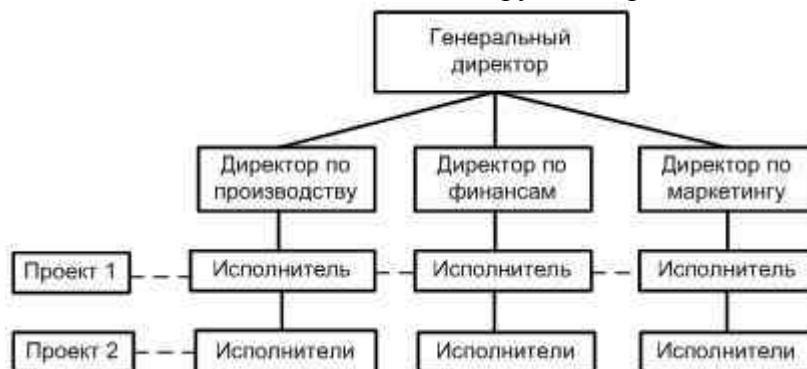 Генеральный
директор
Директор по
производству
Директор по
финансам
Директор по
маркетингу
Проект 1
Исполнитель
Исполнитель
Исполнитель
Проект 2
Исполнители
Исполнители
Исполнители